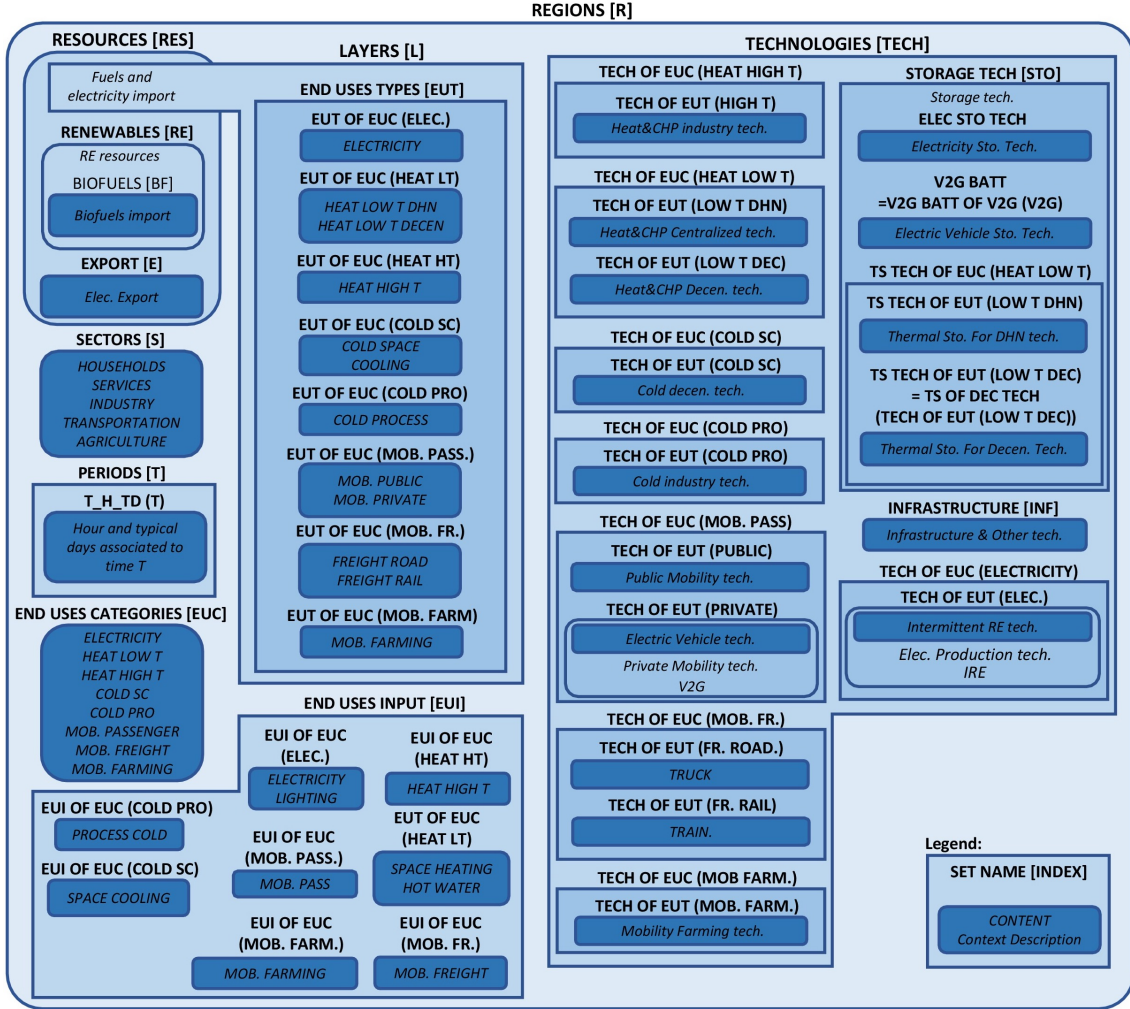 REGIONS [R]
RESOURCES [RES]
Fuels and
electricity import
RENEWABLES [RE]
RE resources
BIOFUELS [BF]
Biofuels import
EXPORT [E]
Elec. Export
SECTORS [S]
HOUSEHOLDS
SERVICES
INDUSTRY
TRANSPORTATION
AGRICULTURE
PERIODS [T]
T_H_TD (T)
Hour and typical
days associated to
time T
END USES CATEGORIES [EUC]
ELECTRICITY
HEAT LOW T
HEAT HIGH T
COLD SC
COLD PRO
MOB. PASSENGER
MOB. FREIGHT
MOB. FARMING
LAYERS [L]
END USES TYPES [EUT]
EUT OF EUC (ELEC.)
ELECTRICITY
EUT OF EUC (HEAT LT)
HEAT LOW T DHN
HEAT LOW T DECEN
EUT OF EUC (HEAT HT)
HEAT HIGH T
EUT OF EUC (COLD SC)
COLD SPACE
COOLING
EUT OF EUC (COLD PRO)
COLD PROCESS
EUT OF EUC (MOB. PASS.)
MOB. PUBLIC
MOB. PRIVATE
EUT OF EUC (MOB. FR.)
FREIGHT ROAD
FREIGHT RAIL
EUT OF EUC (MOB. FARM)
MOB. FARMING
END USES INPUT [EUI]
EUI OF EUC
(ELEC.)
ELECTRICITY
LIGHTING
EUI OF EUC
(HEAT HT)
HEAT HIGH T
EUI OF EUC (COLD PRO)
PROCESS COLD
EUI OF EUC (COLD SC)
SPACE COOLING
EUI OF EUC
(MOB. PASS.)
MOB. PASS
EUT OF EUC
(HEAT LT)
SPACE HEATING
HOT WATER
EUI OF EUC
(MOB. FARM.)
MOB. FARMING
EUI OF EUC
(MOB. FR.)
MOB. FREIGHT
TECHNOLOGIES [TECH]
TECH OF EUC (HEAT HIGH T)
TECH OF EUT (HIGH T)
Heat&CHP industry tech.
TECH OF EUC (HEAT LOW T)
TECH OF EUT (LOW T DHN)
Heat&CHP Centralized tech.
TECH OF EUT (LOW T DEC)
Heat&CHP Decen. tech.
TECH OF EUC (COLD SC)
TECH OF EUT (COLD SC)
Cold decen. tech.
TECH OF EUC (COLD PRO)
TECH OF EUT (COLD PRO)
Cold industry tech.
TECH OF EUC (MOB. PASS)
TECH OF EUT (PUBLIC)
Public Mobility tech.
TECH OF EUT (PRIVATE)
Electric Vehicle tech.
Private Mobility tech.
V2G
TECH OF EUC (MOB. FR.)
TECH OF EUT (FR. ROAD.)
TRUCK
TECH OF EUT (FR. RAIL)
TRAIN.
TECH OF EUC (MOB FARM.)
TECH OF EUT (MOB. FARM.)
Mobility Farming tech.
STORAGE TECH [STO]
Storage tech.
ELEC STO TECH
Electricity Sto. Tech.
V2G BATT
=V2G BATT OF V2G (V2G)
Electric Vehicle Sto. Tech.
TS TECH OF EUC (HEAT LOW T)
TS TECH OF EUT (LOW T DHN)
Thermal Sto. For DHN tech.
TS TECH OF EUT (LOW T DEC)
= TS OF DEC TECH
(TECH OF EUT (LOW T DEC))
Thermal Sto. For Decen. Tech.
INFRASTRUCTURE [INF]
Infrastructure & Other tech.
TECH OF EUC (ELECTRICITY)
TECH OF EUT (ELEC.)
Intermittent RE tech.
Elec. Production tech.
IRE
Legend:
SET NAME [INDEX]
CONTENT
Context Description